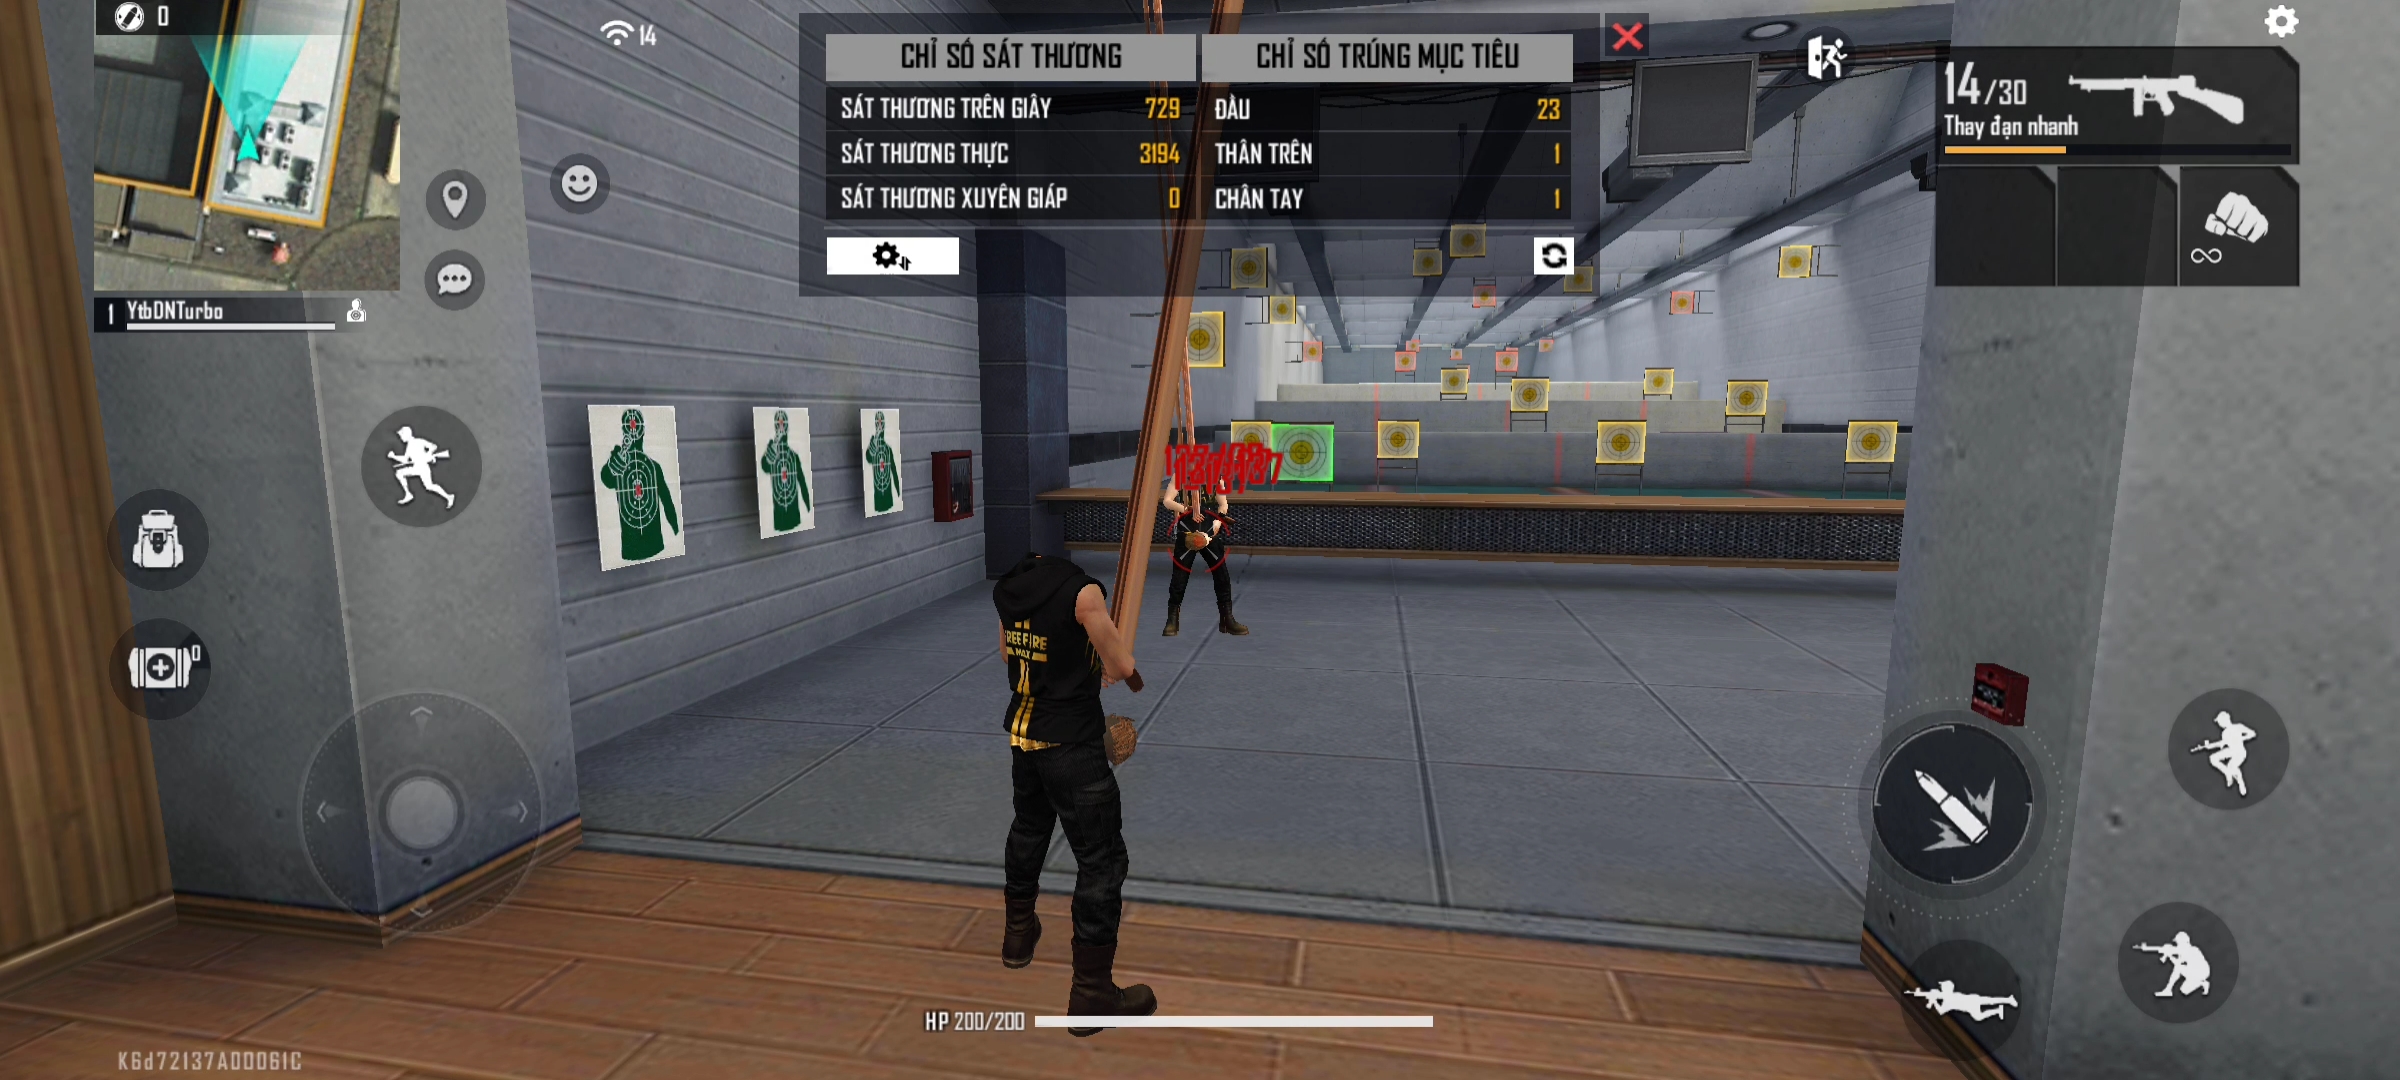 0
14
CHỈ SỐ SÁT THƯƠNG
CHỈ SỐ TRÚNG MỤC TIÊU
SÁT THƯƠNG TRÊN GIÂY 729
ĐẦU 23
SÁT THƯƠNG THỰC 3194
THÂN TRÊN 1
SÁT THƯƠNG XUYÊN GIÁP 0
CHÂN TAY 1
14/30
Thay đạn nhanh
1 YtbDNTurbo
0
FREE FIRE
MAX
HP 200/200
K6d72137AD0061C